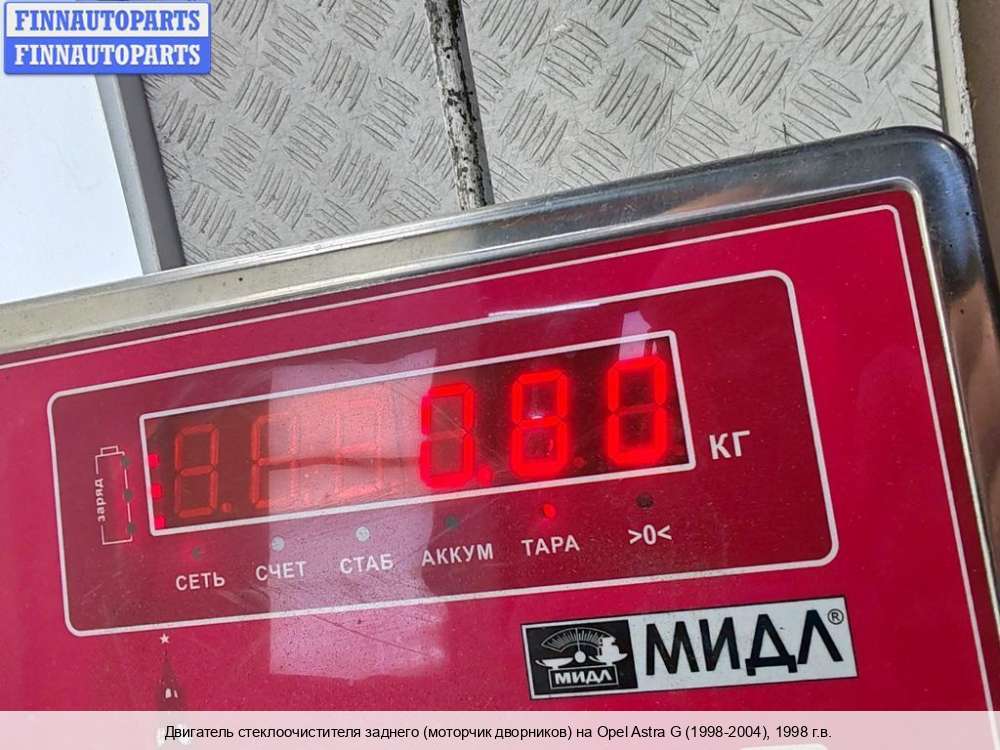 FINNAUTOPARTS
FINNAUTOPARTS
0.80
КГ
заряд
СЕТЬ СЧЕТ СТАБ АККУМ ТАРА >0<
МИДЛ МИДЛ®
Двигатель стеклоочистителя заднего (моторчик дворников) на Opel Astra G (1998-2004), 1998 г.в.